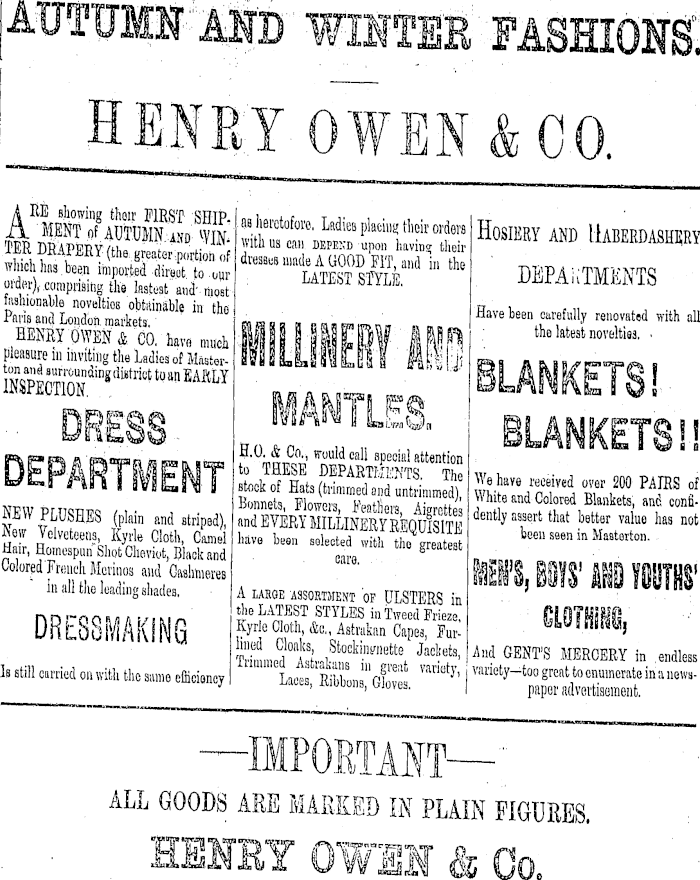 AUTUMN AND WINTER FASHIONS.
HENRY OWEN & CO.
ARE showing their FIRST SHIP-
MENT of AUTUMN AND WIN-
TER DRAPERY (the greater portion of
which has been imported direct to our
order), comprising the lastest and most
fashionable novelties obtainable in the
Paris and London markets.
HENRY OWEN & CO. have much
pleasure in inviting the Ladies of Master-
ton and surrounding district to an EARLY
INSPECTION.
DRESS
DEPARTMENT
NEW PLUSHES (plain and striped),
New Velveteens, Kyrle Cloth, Camel
Hair, Homespun Shot Cheviot, Black and
Colored French Merinos and Cashmeres
in all the leading shades.
DRESSMAKING
Is still carried on with the same efficiency
as heretofore. Ladies placing their orders
with us can DEPEND upon having their
dresses made A GOOD FIT, and in the
LATEST STYLE.
MILLINERY AND
MANTLES.
H.O. & Co., would call special attention
to THESE DEPARTMENTS. The
stock of Hats (trimmed and untrimmed),
Bonnets, Flowers, Feathers, Aigrettes
and EVERY MILLINERY REQUISITE
have been selected with the greatest
care.
A LARGE ASSORTMENT OF ULSTERS in
the LATEST STYLES in Tweed Frieze,
Kyrle Cloth, &c., Astrakan Capes, Fur-
lined Cloaks, Stockingnette Jackets,
Trimmed Astrakans in great variety,
Laces, Ribbons, Gloves.
HOSIERY AND HABERDASHERY
DEPARTMENTS
Have been carefully renovated with all
the latest novelties.
BLANKETS!
BLANKETS!!
We have received over 200 PAIRS of
White and Colored Blankets, and confi-
dently assert that better value has not
been seen in Masterton.
MEN'S, BOYS' AND YOUTHS'
CLOTHING,
And GENT'S MERCERY in endless
variety—too great to enumerate in a news-
paper advertisement.
—IMPORTANT—
ALL GOODS ARE MARKED IN PLAIN FIGURES.
HENRY OWEN & Co.